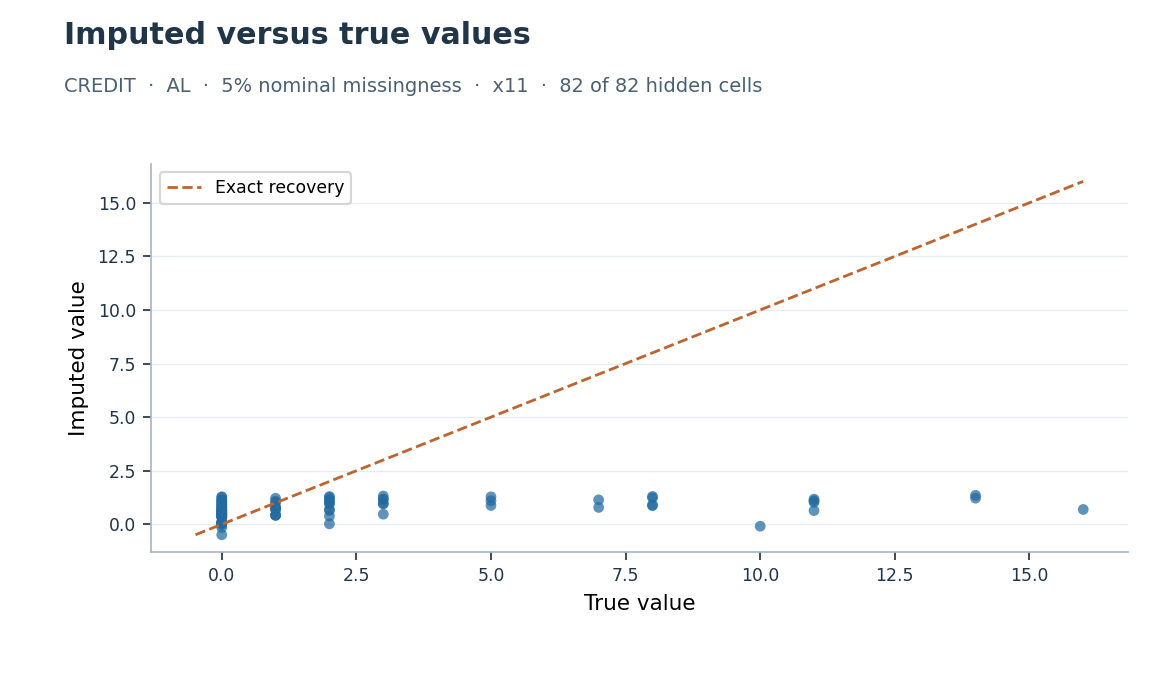 Imputed versus true values
CREDIT · AL · 5% nominal missingness · x11 · 82 of 82 hidden cells
Exact recovery
15.0
12.5
10.0
7.5
5.0
2.5
0.0
Imputed value
0.0 2.5 5.0 7.5 10.0 12.5 15.0
True value